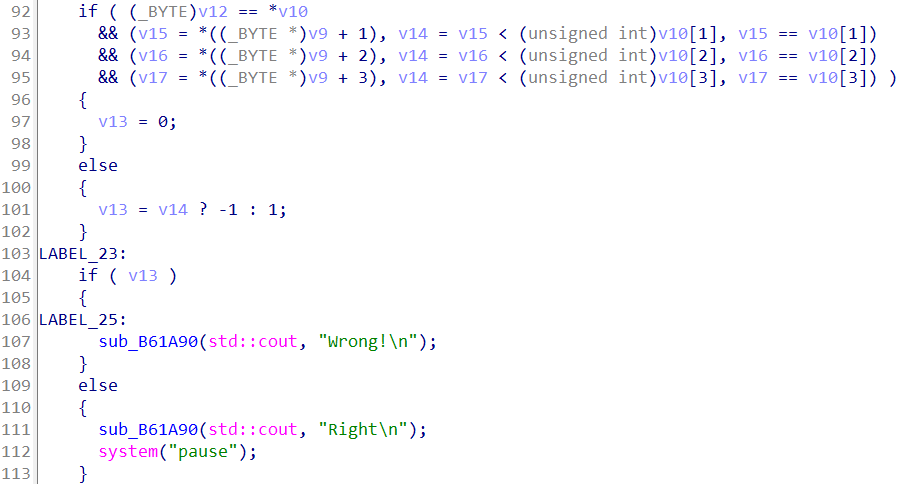 92 if ( (_BYTE)v12 == *v10
93 && (v15 = *((_BYTE *)v9 + 1), v14 = v15 < (unsigned int)v10[1], v15 == v10[1])
94 && (v16 = *((_BYTE *)v9 + 2), v14 = v16 < (unsigned int)v10[2], v16 == v10[2])
95 && (v17 = *((_BYTE *)v9 + 3), v14 = v17 < (unsigned int)v10[3], v17 == v10[3]) )
96 {
97 v13 = 0;
98 }
99 else
100 {
101 v13 = v14 ? -1 : 1;
102 }
103 LABEL_23:
104 if ( v13 )
105 {
106 LABEL_25:
107 sub_B61A90(std::cout, "Wrong!\n");
108 }
109 else
110 {
111 sub_B61A90(std::cout, "Right\n");
112 system("pause");
113 }